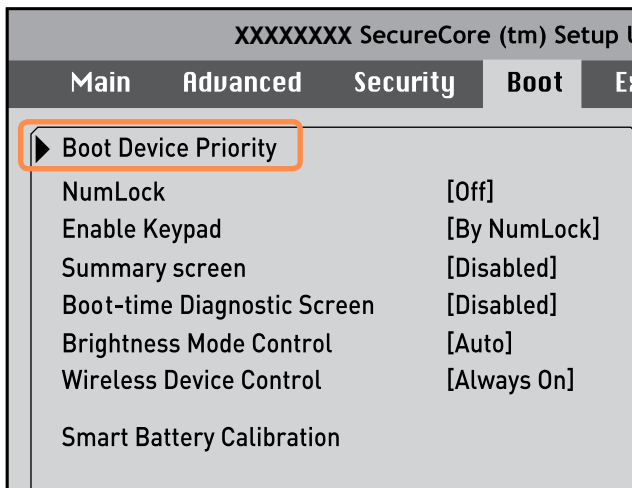 XXXXXXXX SecureCore (tm) Setup
Main Advanced Security Boot
Boot Device Priority
NumLock [Off]
Enable Keypad [By NumLock]
Summary screen [Disabled]
Boot-time Diagnostic Screen [Disabled]
Brightness Mode Control [Auto]
Wireless Device Control [Always On]
Smart Battery Calibration